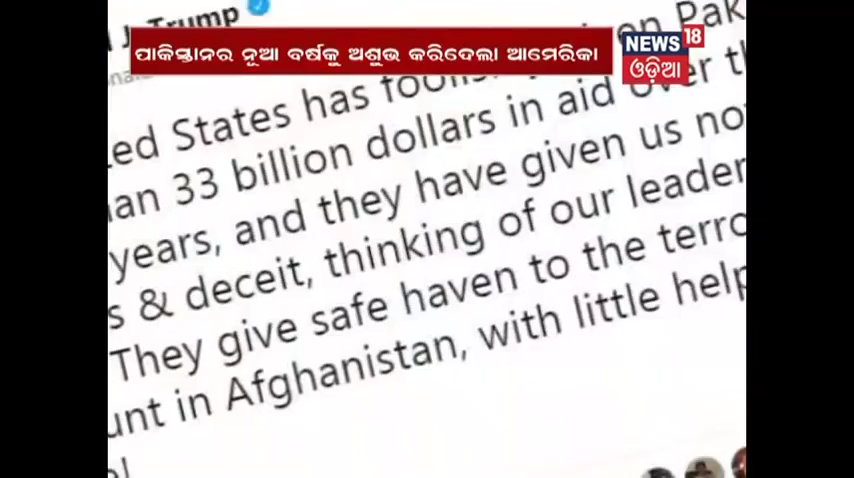 J. Trump
ପାକିସ୍ତାନର ନୂଆ ବର୍ଷକୁ ଅଶୁଭ କରିଦେଲା ଆମେରିକା
NEWS 18
ଓଡ଼ିଆ
ed States has Pak
an 33 billion dollars in aid over t
years, and they have given us no
s & deceit, thinking of our leader
They give safe haven to the terro
unt in Afghanistan, with little help